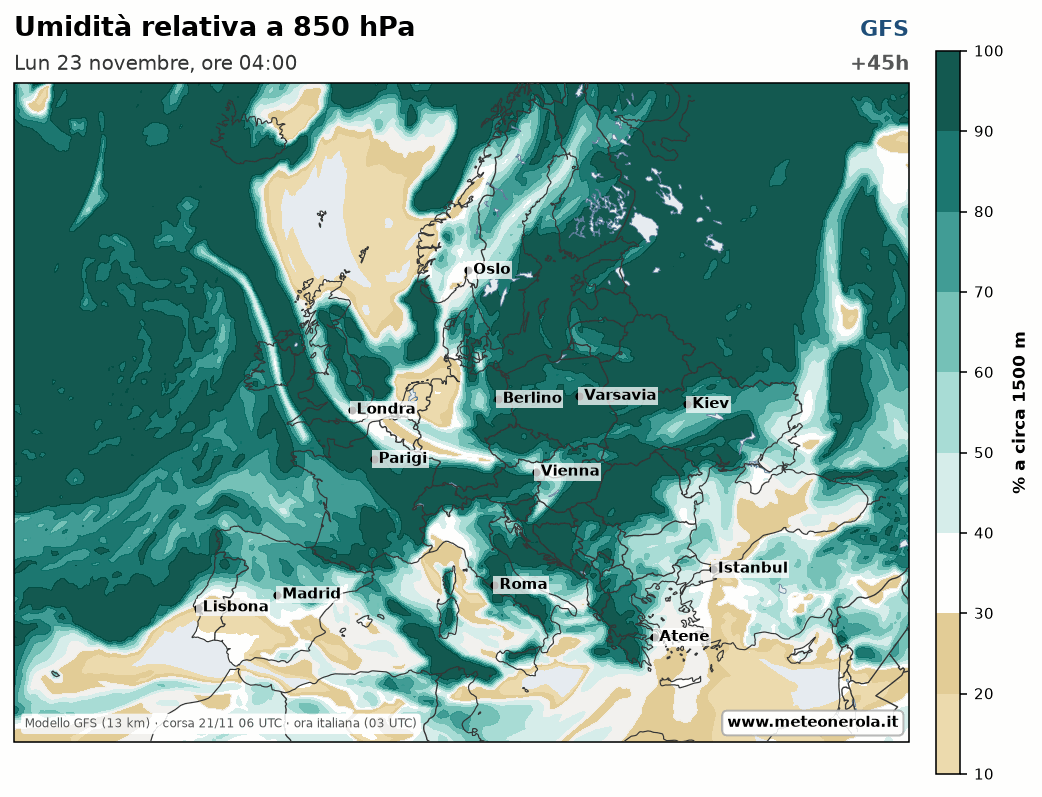 Umidità relativa a 850 hPa
GFS
Lun 23 novembre, ore 04:00
+45h
100
90
80
70
60
50
40
30
20
10
% a circa 1500 m
Oslo
Berlino
Varsavia
Kiev
Londra
Parigi
Vienna
Istanbul
Roma
Madrid
Lisbona
Atene
Modello GFS (13 km) · corsa 21/11 06 UTC · ora italiana (03 UTC)
www.meteonerola.it